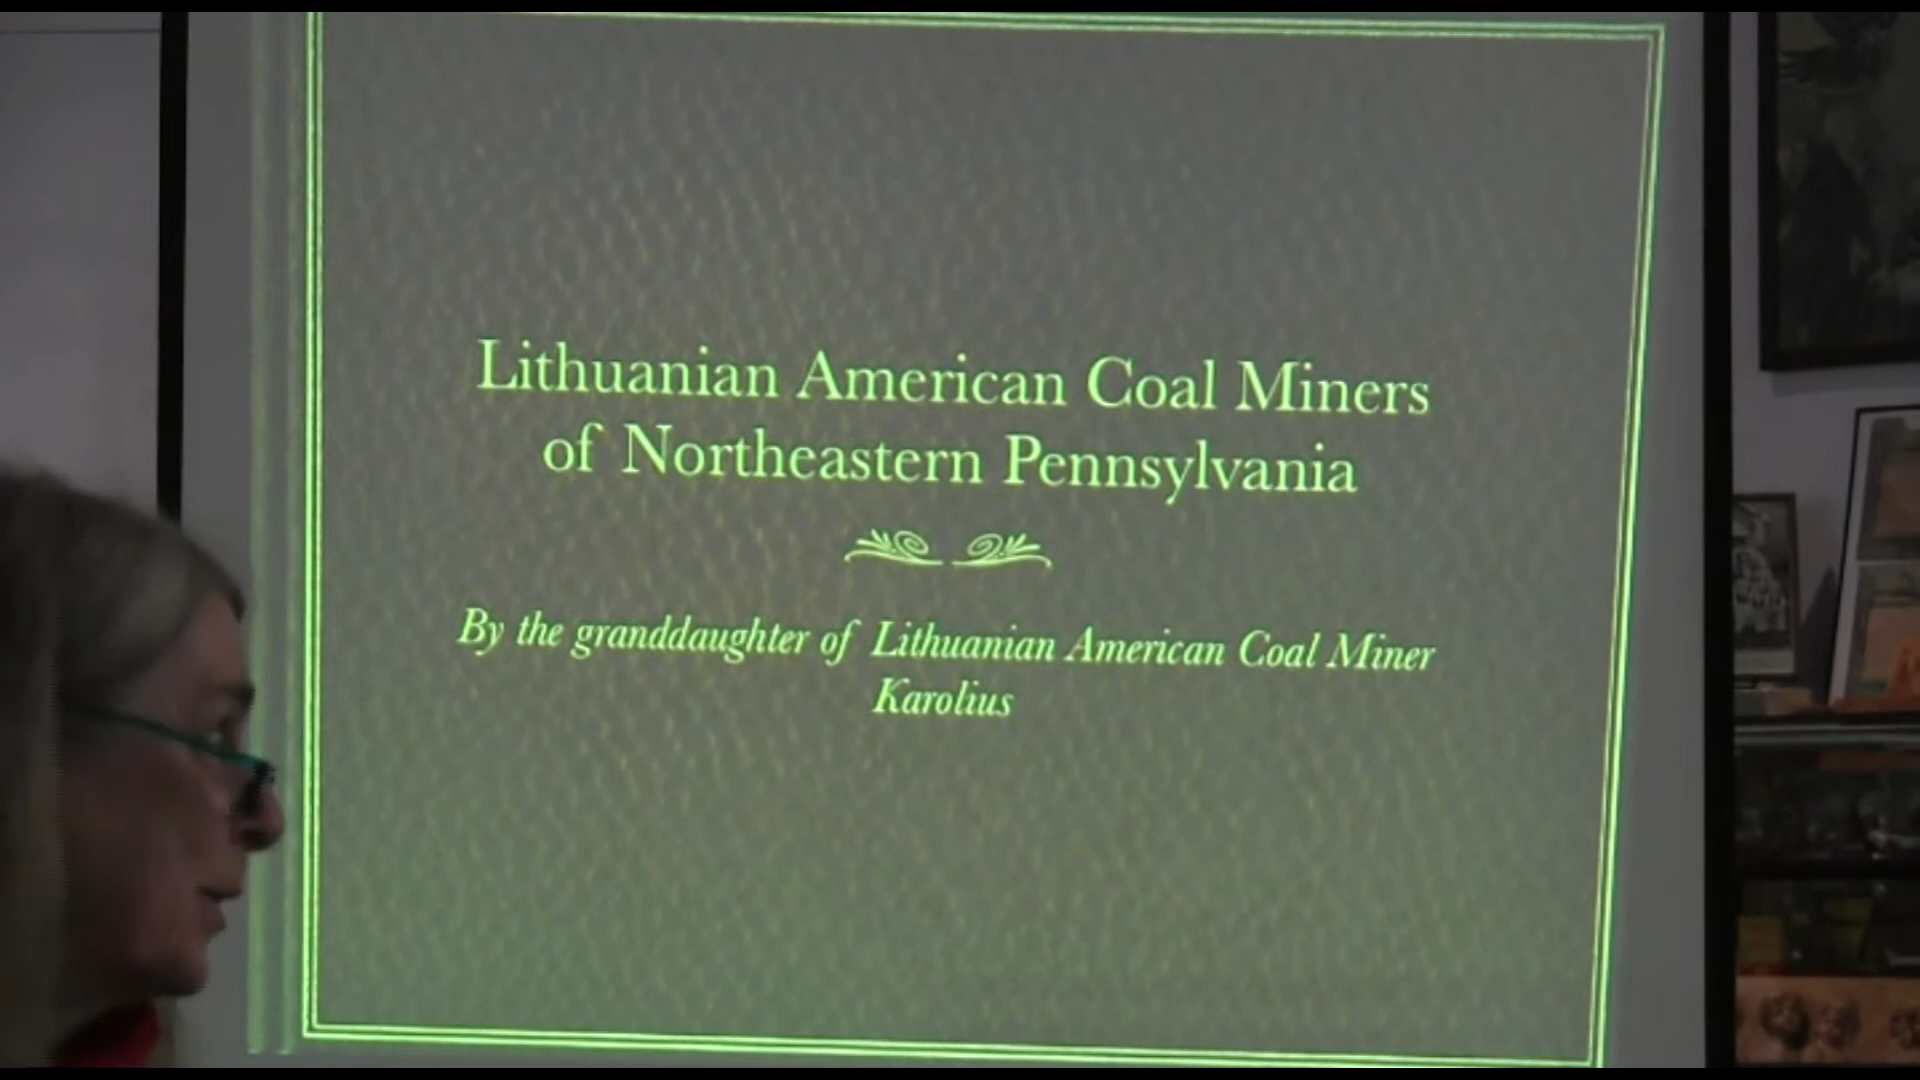 Lithuanian American Coal Miners
of Northeastern Pennsylvania
By the granddaughter of Lithuanian American Coal Miner
Karolius